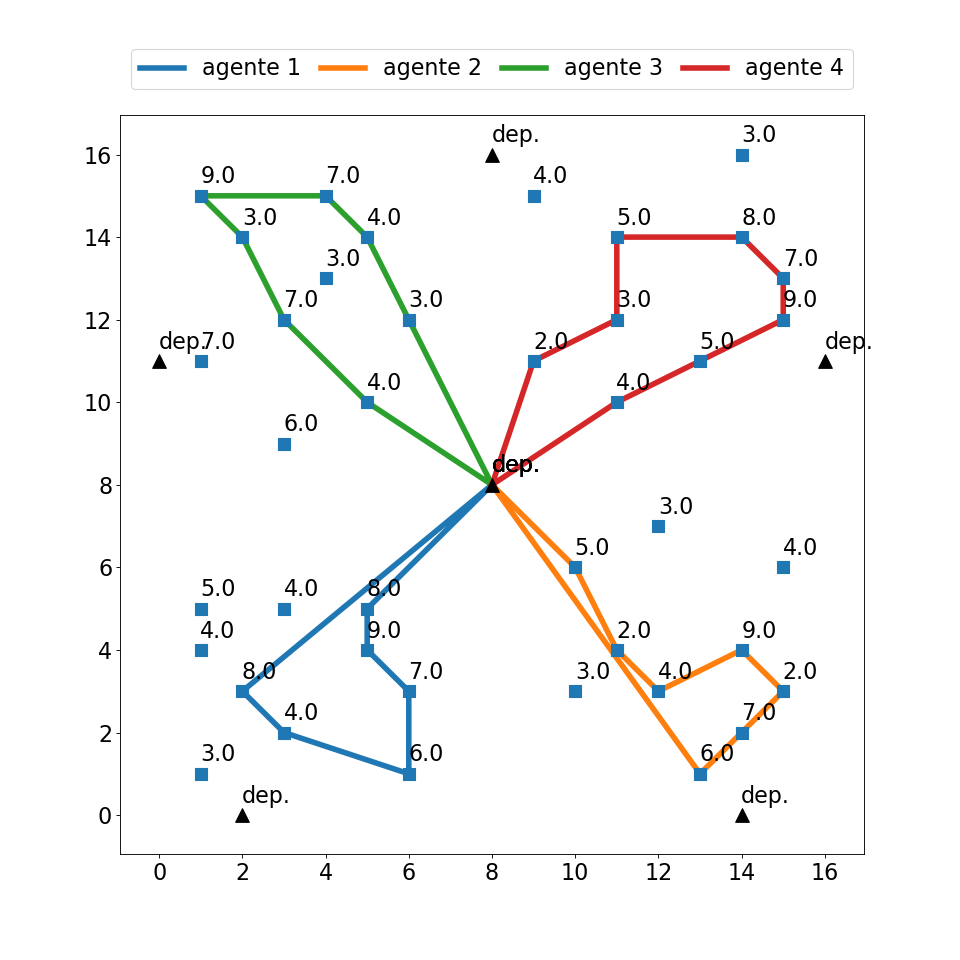 agente 1 agente 2 agente 3 agente 4
dep. 3.0
16
9.0 7.0 4.0
3.0 4.0 5.0 8.0
14
3.0 7.0
7.0 3.0 3.0 9.0
12
dep. 7.0 2.0 5.0 dep.
4.0 4.0
10
6.0
dep. dep.
8
3.0
5.0 4.0
6
5.0 4.0 8.0
4.0 9.0 2.0 9.0
4
8.0 7.0 3.0 4.0 2.0
4.0 7.0
2
3.0 6.0 6.0
dep. dep.
0
0 2 4 6 8 10 12 14 16